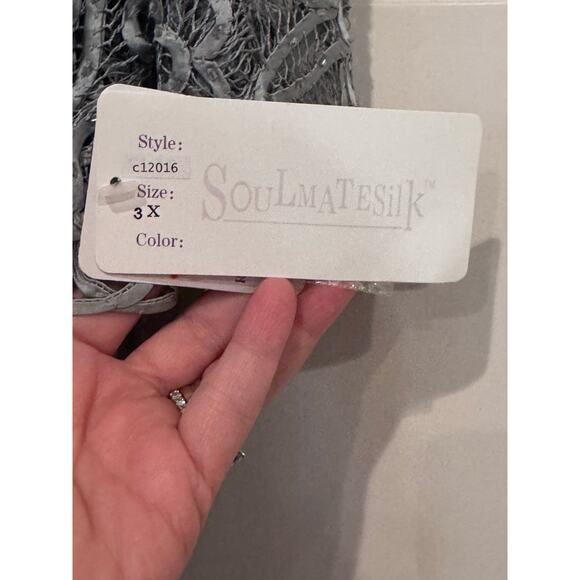 Style:
c12016
Size:
3X
Color:
SOULMATESilk™